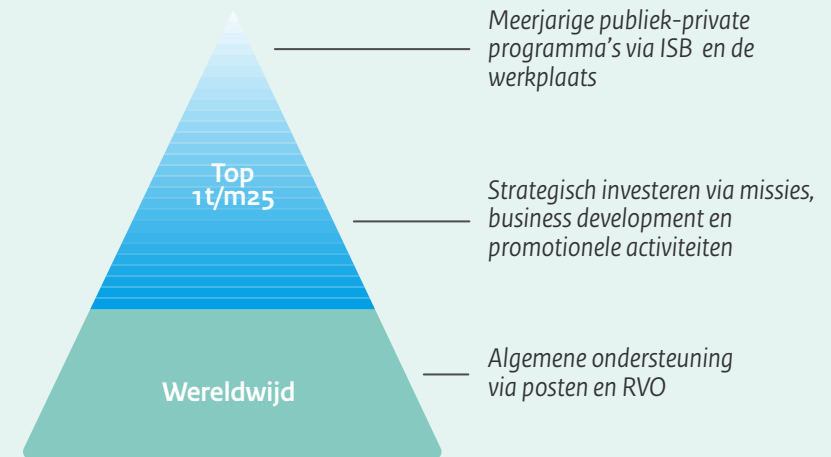 Meerjarige publiek-private
programma’s via ISB en de
werkplaats
Top
1t/m25
Strategisch investeren via missies,
business development en
promotionele activiteiten
Wereldwijd
Algemene ondersteuning
via posten en RVO